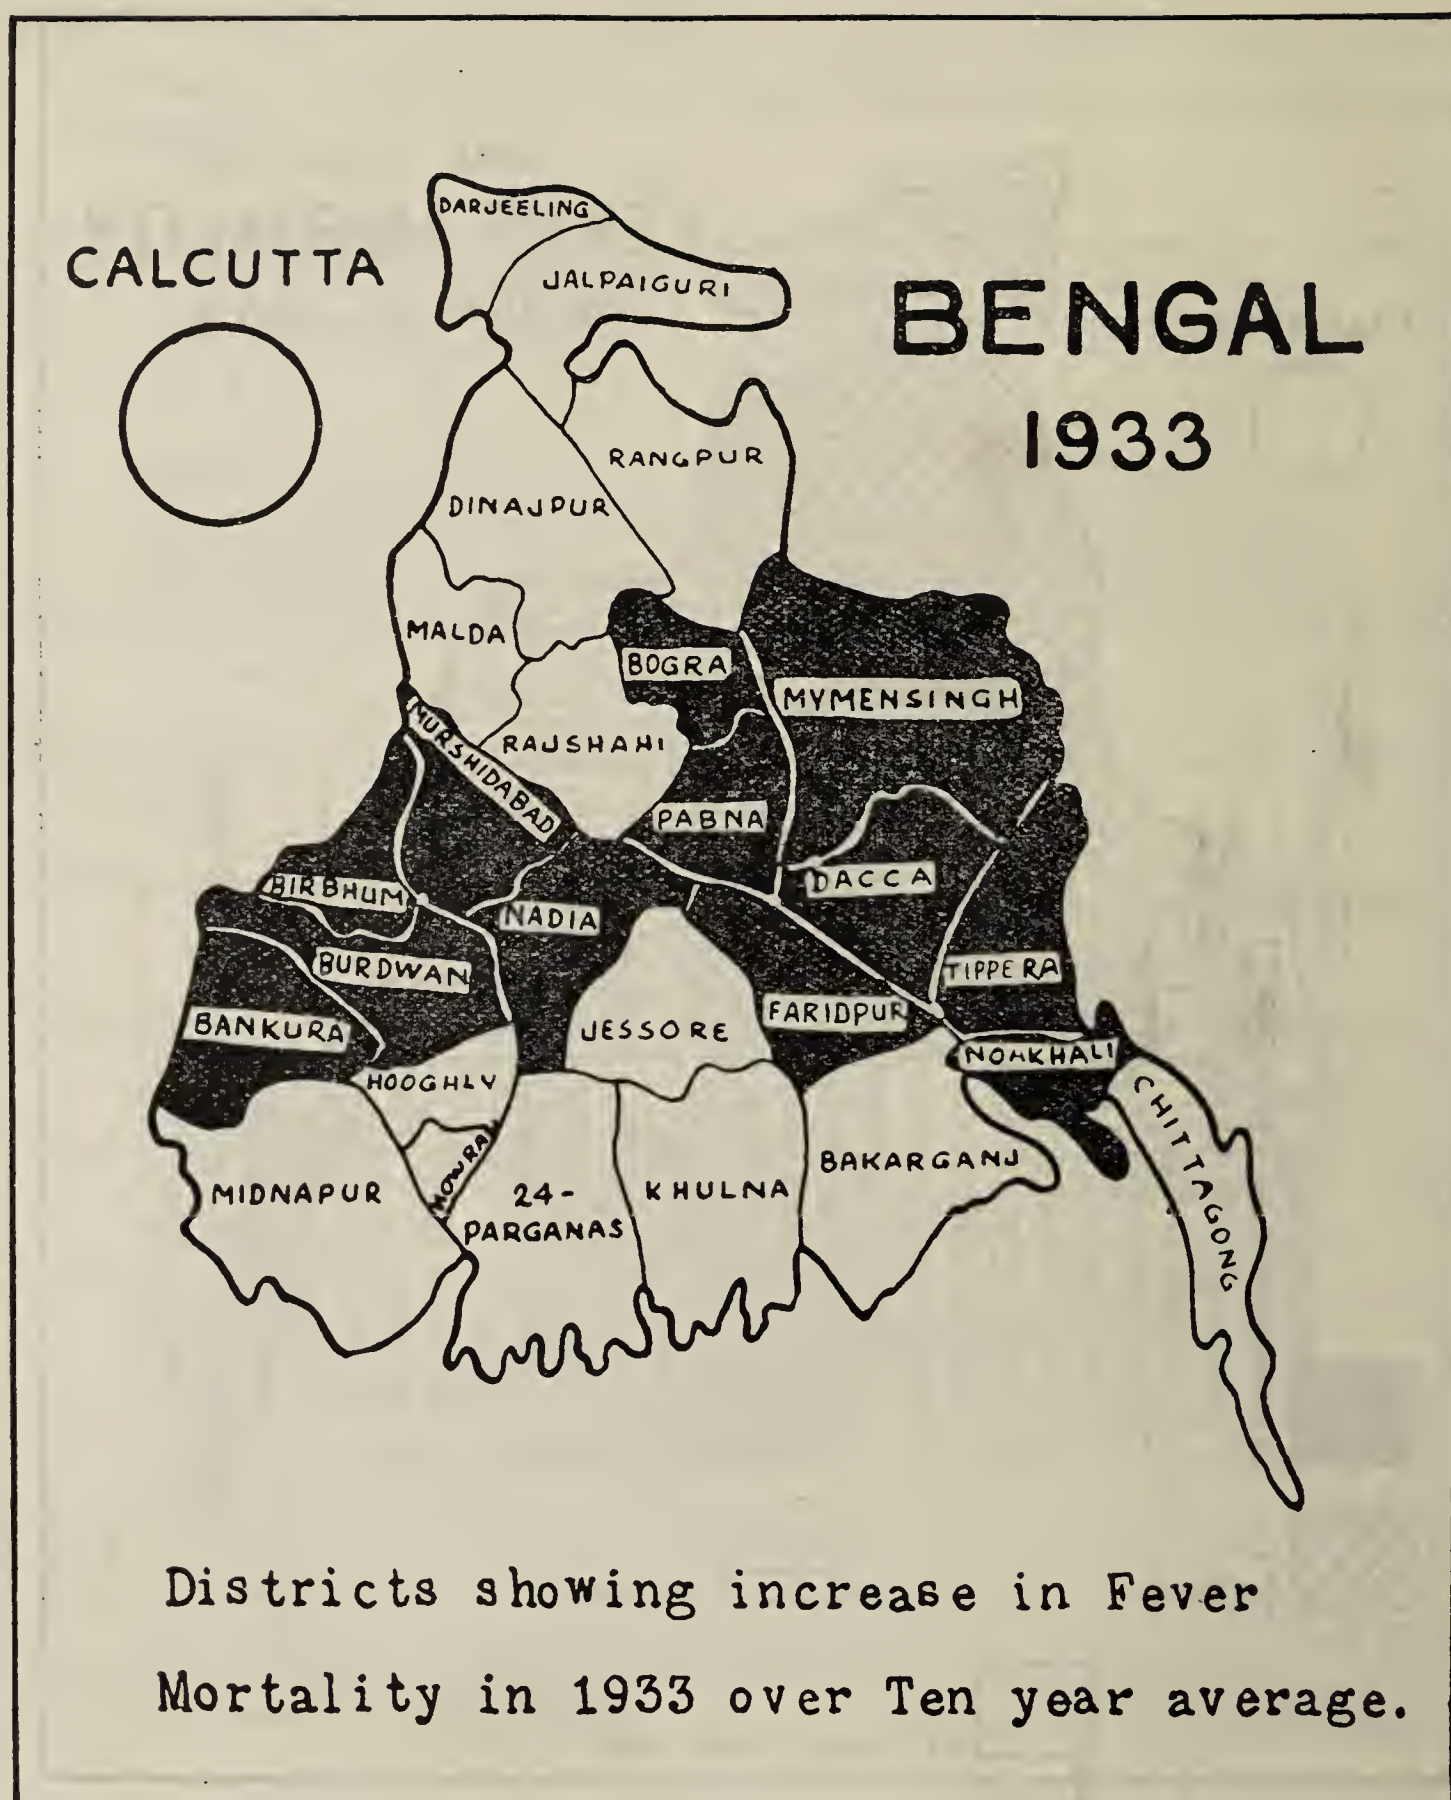 DARJEELING
CALCUTTA
JALPAIGURI
BENGAL
1933
RANGPUR
DINAJPUR
MALDA
BOGRA
MYMENSINGH
MURSHIDABAD
RAJSHAHI
PABNA
DACCA
BIRBHUM
NADIA
BURDWAN
TIPPERA
BANKURA
JESSORE
FARIDPUR
NOAKHALI
HOOGHLY
CHITTAGONG
HOWRAH
MIDNAPUR
24-
PARGANAS
KHULNA
BAKARGANJ
Districts showing increase in Fever
Mortality in 1933 over Ten year average.